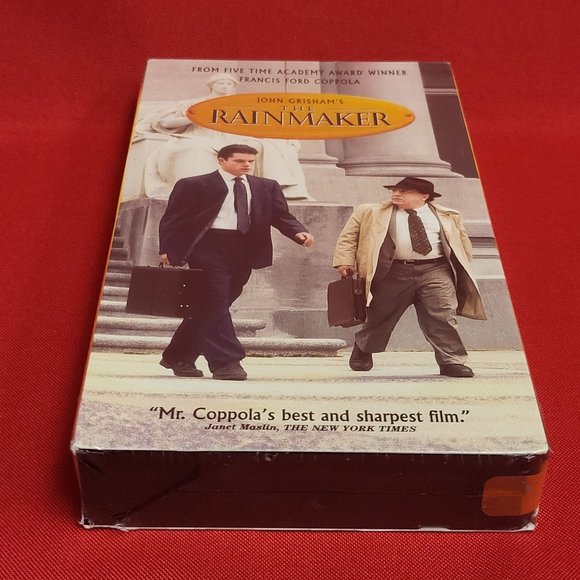 FROM FIVE TIME ACADEMY AWARD WINNER
FRANCIS FORD COPPOLA
JOHN GRISHAM'S
THE
RAINMAKER
“Mr. Coppola's best and sharpest film.”
Janet Maslin, THE NEW YORK TIMES